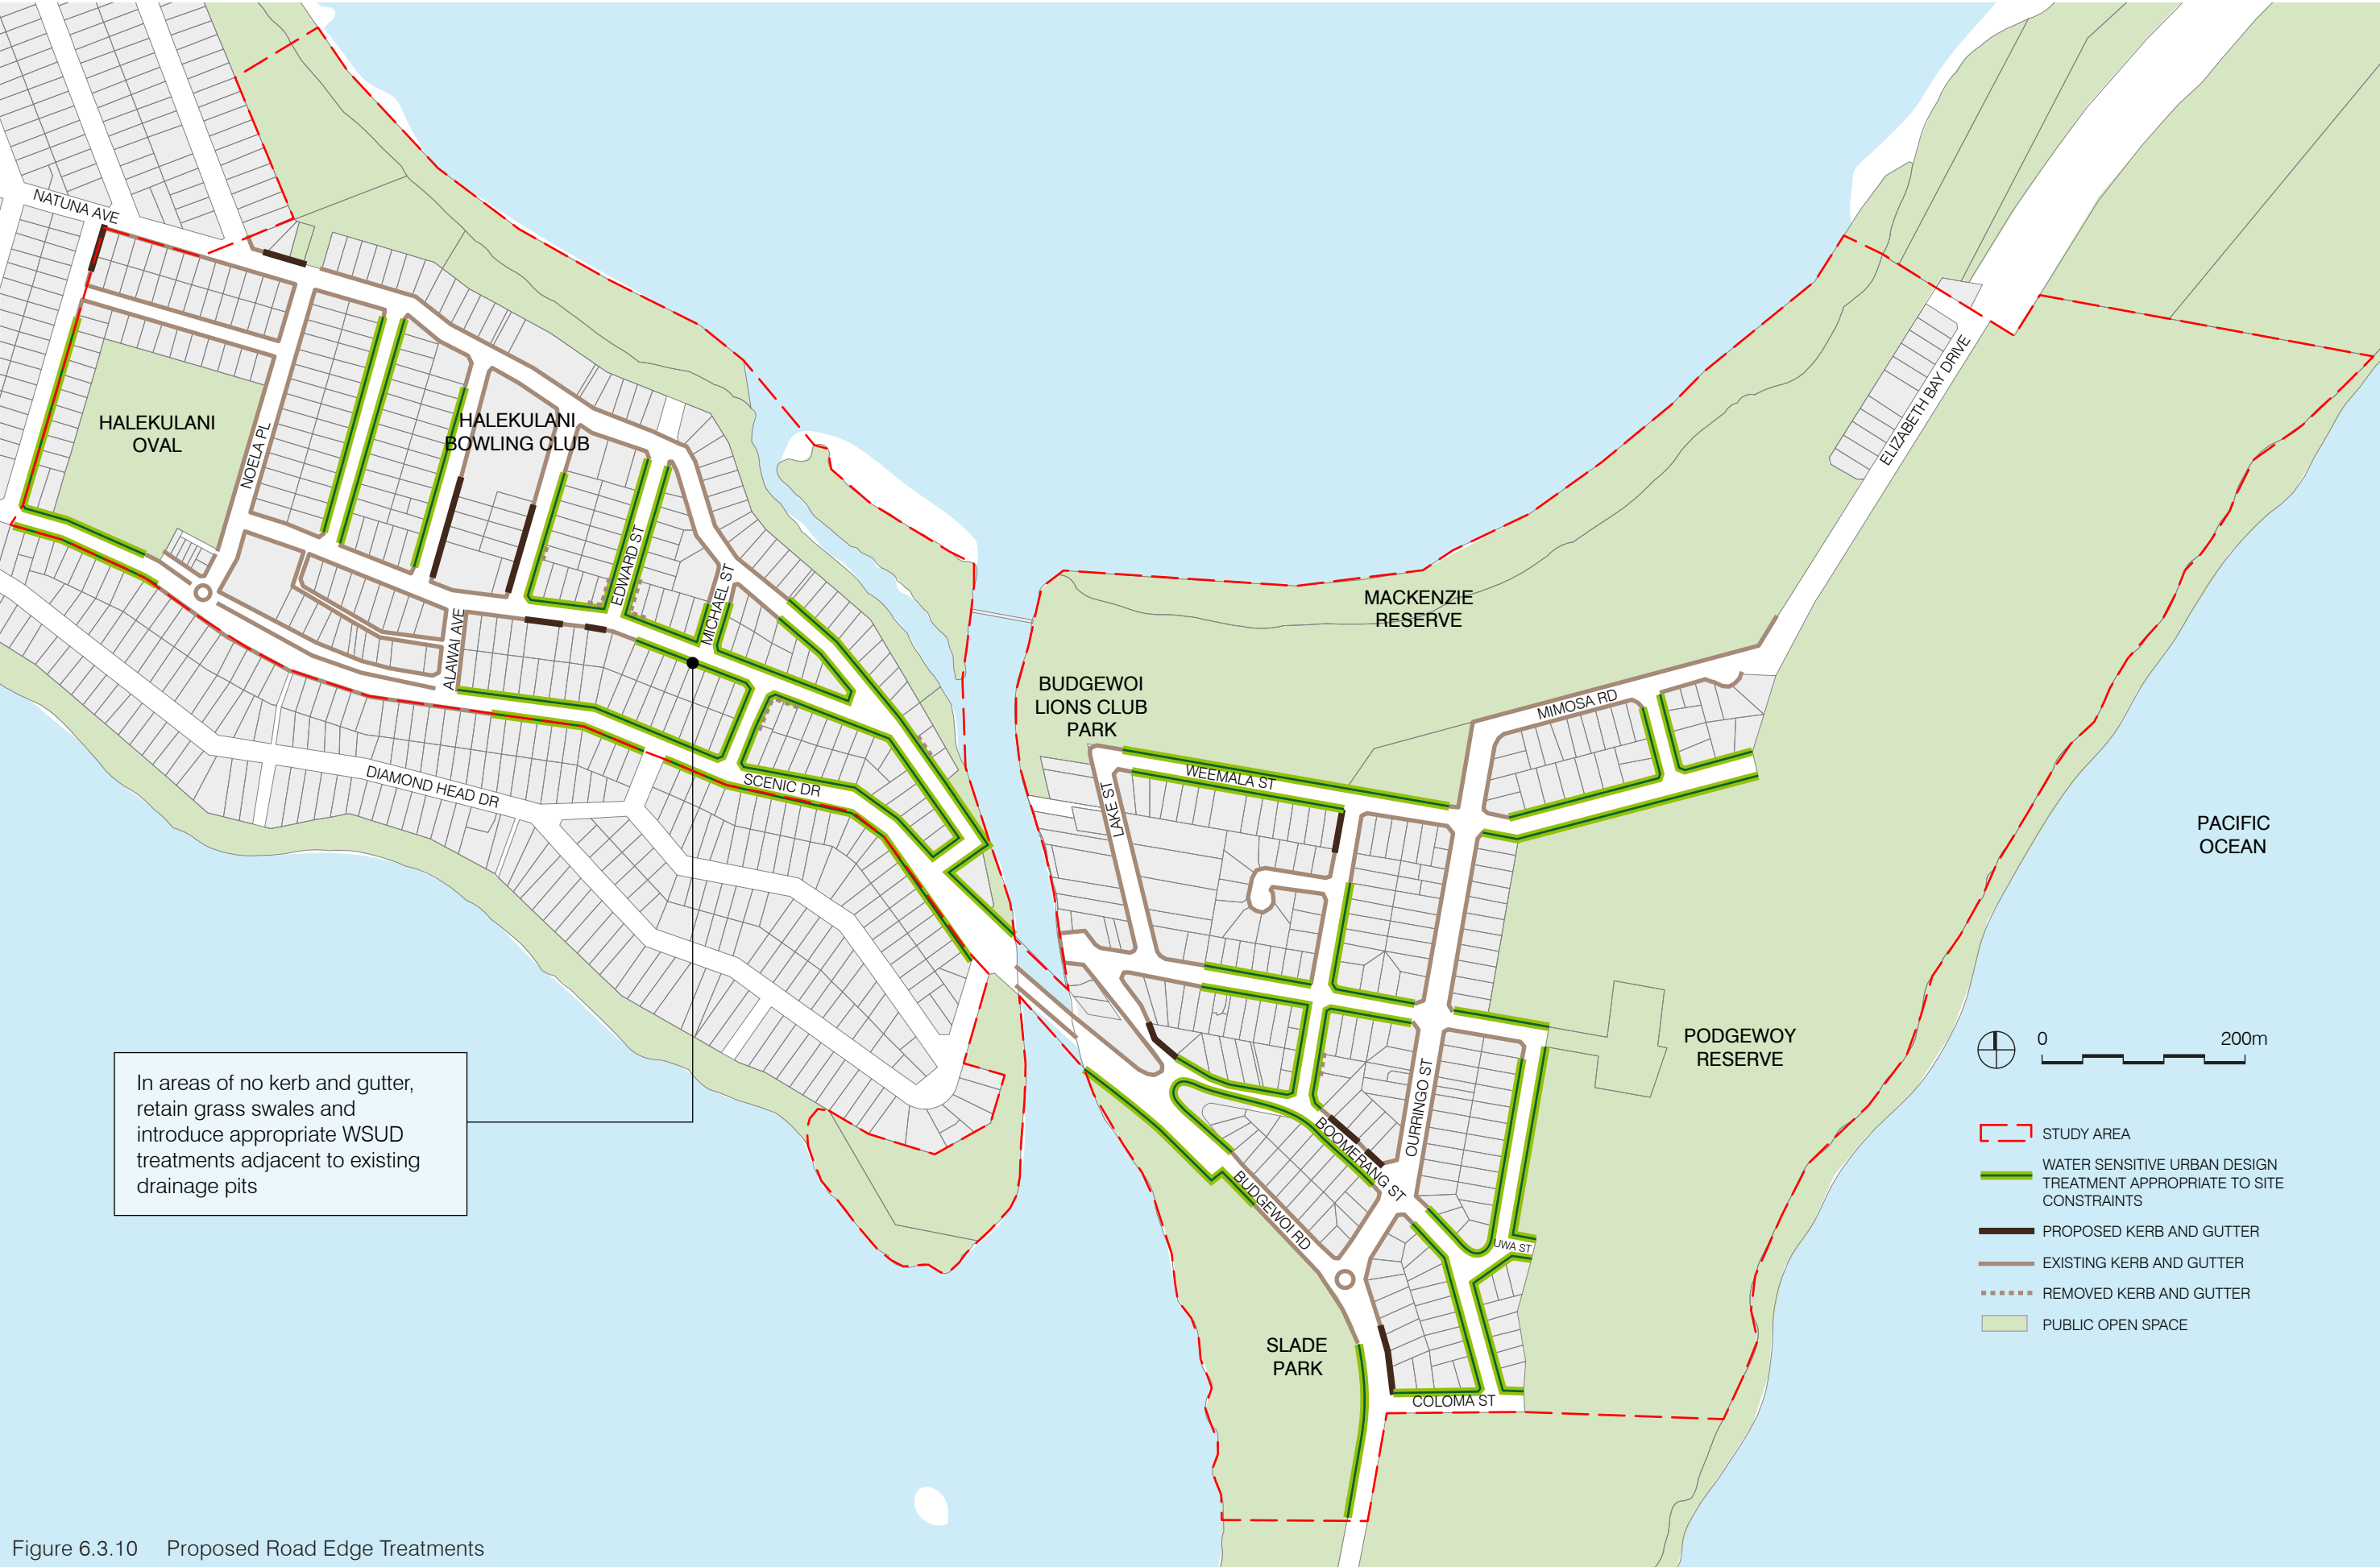 NATUNA AVE
HALEKULANI
OVAL
NOELA PL
HALEKULANI
BOWLING CLUB
EDWARD ST
MICHAEL ST
ALAWAI AVE
DIAMOND HEAD DR
SCENIC DR
ELIZABETH BAY DRIVE
MACKENZIE
RESERVE
BUDGEWOI
LIONS CLUB
PARK
MIMOSA RD
WEEMALA ST
LAKE ST
PACIFIC
OCEAN
PODGEWOY
RESERVE
OURRINGO ST
BOOMERANG ST
BUDGEWOI RD
UWA ST
SLADE
PARK
COLOMA ST
In areas of no kerb and gutter,
retain grass swales and
introduce appropriate WSUD
treatments adjacent to existing
drainage pits
0 200m
STUDY AREA
WATER SENSITIVE URBAN DESIGN
TREATMENT APPROPRIATE TO SITE
CONSTRAINTS
PROPOSED KERB AND GUTTER
EXISTING KERB AND GUTTER
REMOVED KERB AND GUTTER
PUBLIC OPEN SPACE
Figure 6.3.10 Proposed Road Edge Treatments